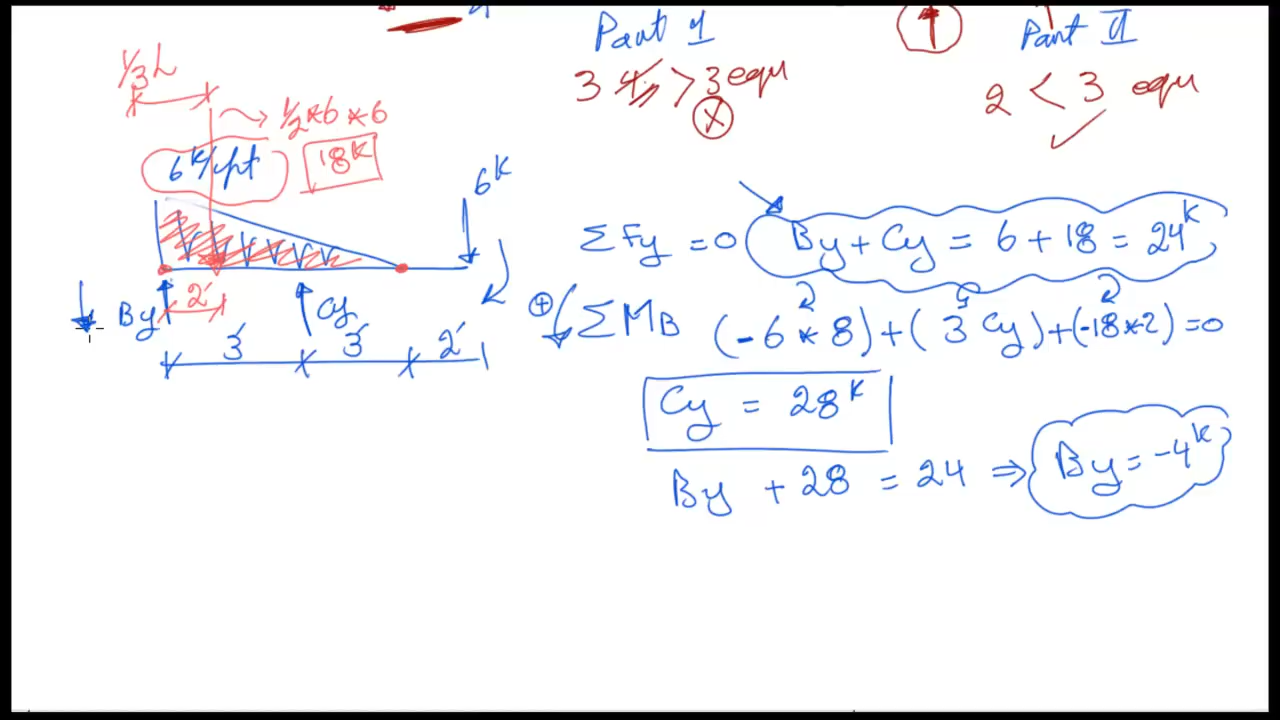 Part 1
Part II
3 > 3 equ
X
2 < 3 equ
1/3 L
1/2 * 6 * 6
6 k/
18 k
6 k
By
2'
Cy
3' 3' 2'
ΣFy = 0 By + Cy = 6 + 18 = 24 k
+ ΣMB (-6 * 8) + (3 Cy) + (-18 * 2) = 0
Cy = 28 k
By + 28 = 24 ⇒ By = -4 k